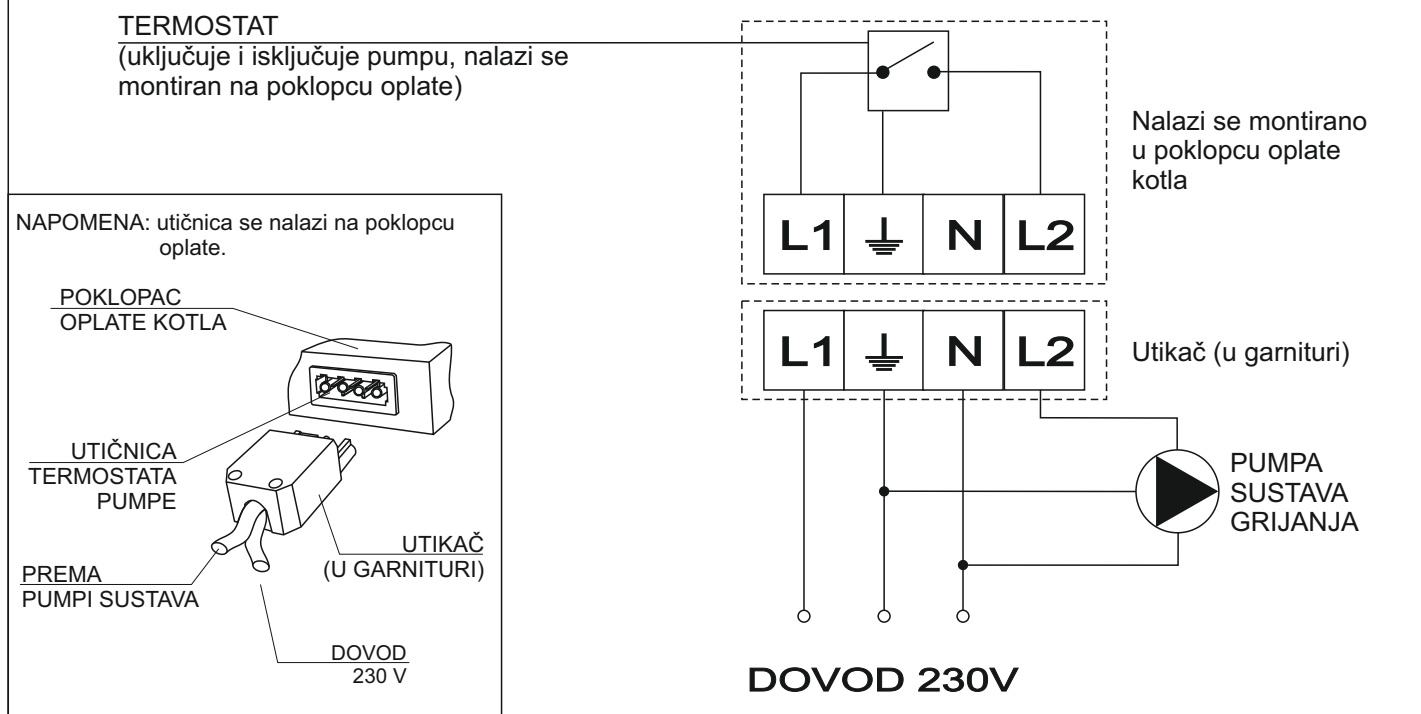 TERMOSTAT
(uključuje i isključuje pumpu, nalazi se
montiran na poklopcu oplate)
Nalazi se montirano
u poklopcu oplate
kotla
L1 N L2
L1 N L2
Utikač (u garnituri)
PUMPA
SUSTAVA
GRIJANJA
DOVOD 230V
NAPOMENA: utičnica se nalazi na poklopcu
oplate.
POKLOPAC
OPLATE KOTLA
UTIČNICA
TERMOSTATA
PUMPE
UTIKAČ
(U GARNITURI)
PREMA
PUMPI SUSTAVA
DOVOD
230 V